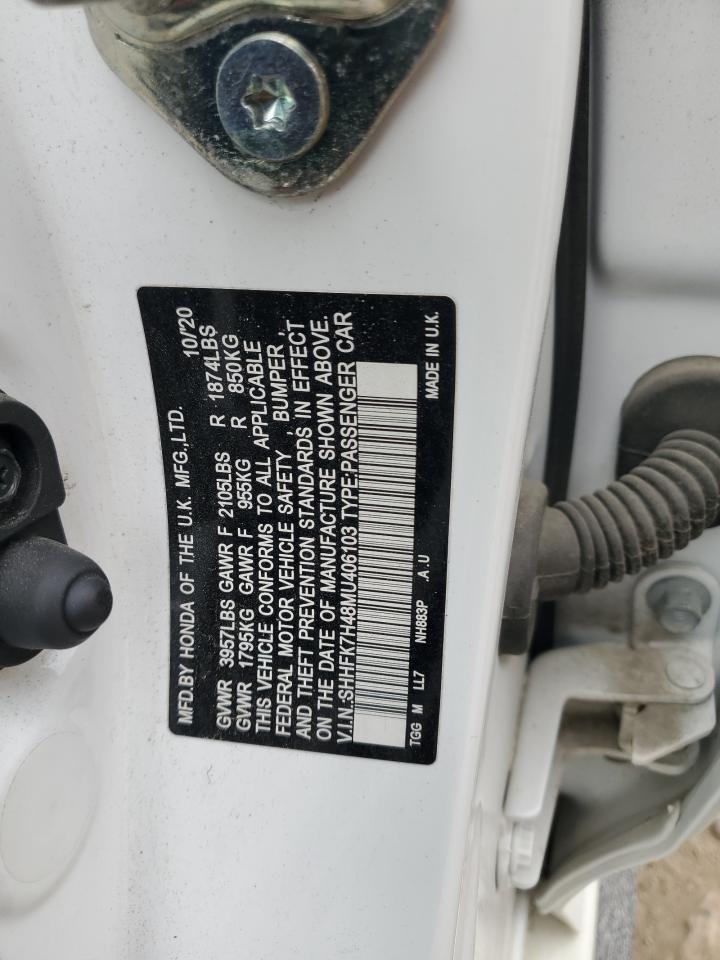 MFD.BY HONDA OF THE U.K. MFG.,LTD. 10/'20
GVWR 3957LBS GAWR F 2105LBS R 1874LBS
GVWR 1795KG GAWR F 955KG R 850KG
THIS VEHICLE CONFORMS TO ALL APPLICABLE
FEDERAL MOTOR VEHICLE SAFETY , BUMPER ,
AND THEFT PREVENTION STANDARDS IN EFFECT
ON THE DATE OF MANUFACTURE SHOWN ABOVE.
V.I.N.:SHHFK7H48MU406103 TYPE:PASSENGER CAR
TGG M LL7 NH883P A.U MADE IN U.K.